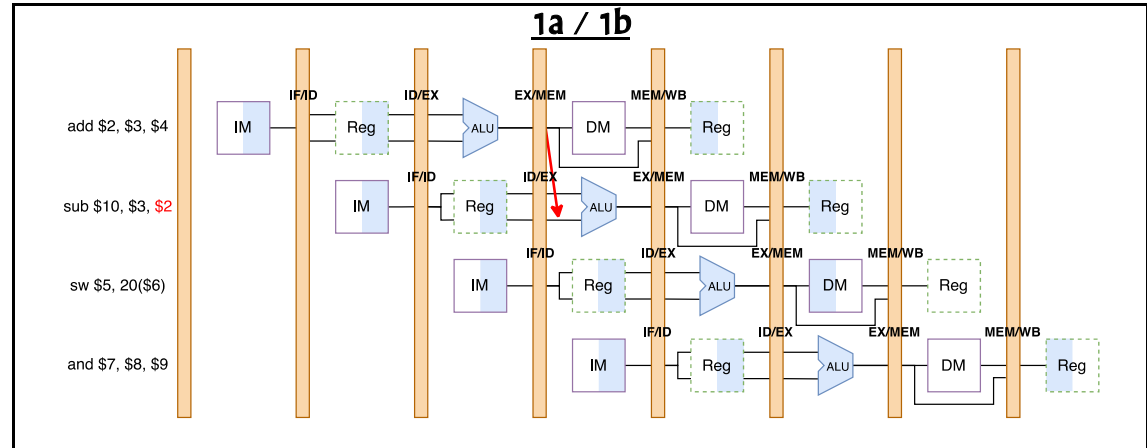 1a / 1b
IF/ID ID/EX EX/MEM MEM/WB
add $2, $3, $4 IM Reg ALU DM Reg
IF/ID ID/EX EX/MEM MEM/WB
sub $10, $3, $2 IM Reg ALU DM Reg
IF/ID ID/EX EX/MEM MEM/WB
sw $5, 20($6) IM Reg ALU DM Reg
IF/ID ID/EX EX/MEM MEM/WB
and $7, $8, $9 IM Reg ALU DM Reg